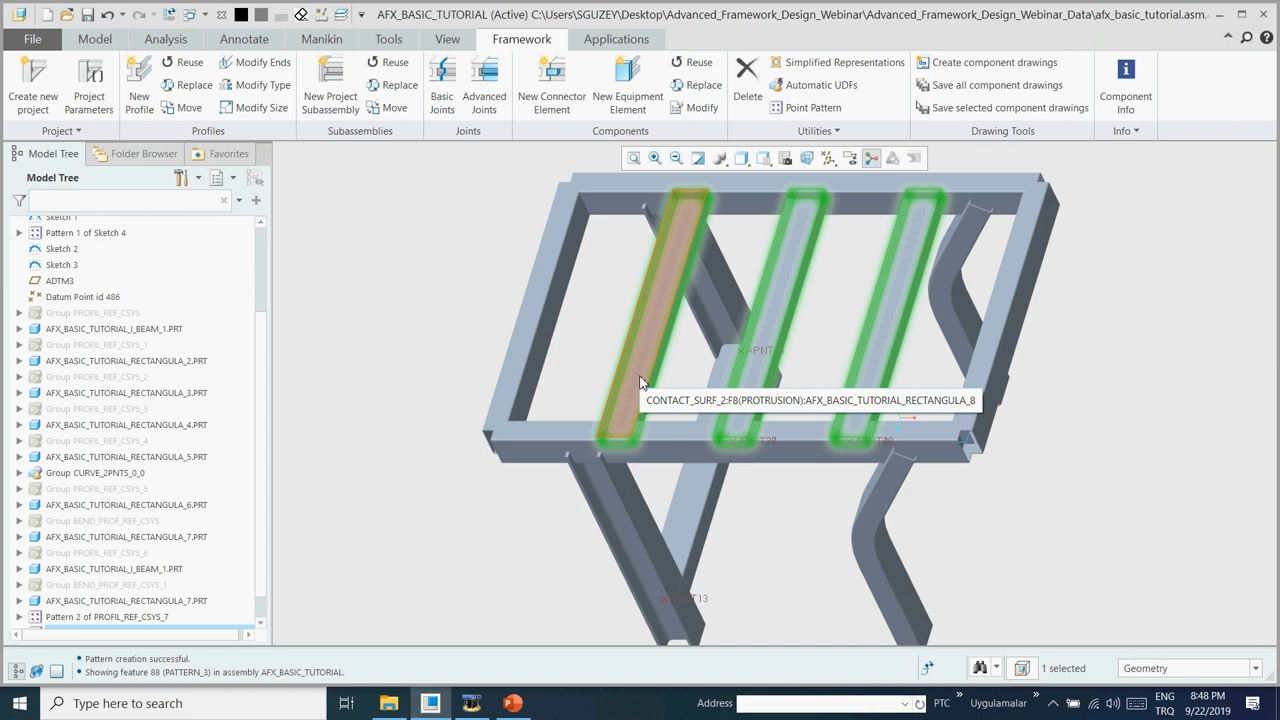 AFX_BASIC_TUTORIAL (Active) C:\Users\SGUZEY\Desktop\Advanced_Framework_Design_Webinar\Advanced_Framework_Design_Webinar_Data\afx_basic_tutorial.asm...
File Model Analysis Annotate Manikin Tools View Framework Applications
Create new project
Project Parameters
Project
New Profile
Reuse
Replace
Move
Modify Ends
Modify Type
Modify Size
Profiles
New Project Subassembly
Reuse
Replace
Move
Subassemblies
Basic Joints
Advanced Joints
Joints
New Connector Element
New Equipment Element
Reuse
Replace
Modify
Components
Delete
Simplified Representations
Automatic UDFs
Point Pattern
Utilities
Create component drawings
Save all component drawings
Save selected component drawings
Drawing Tools
Component Info
Info
Model Tree Folder Browser Favorites
Model Tree
Sketch 1
Pattern 1 of Sketch 4
Sketch 2
Sketch 3
ADTM3
Datum Point id 486
Group PROFIL_REF_CSYS
AFX_BASIC_TUTORIAL_I_BEAM_1.PRT
Group PROFIL_REF_CSYS_1
AFX_BASIC_TUTORIAL_RECTANGULA_2.PRT
Group PROFIL_REF_CSYS_2
AFX_BASIC_TUTORIAL_RECTANGULA_3.PRT
Group PROFIL_REF_CSYS_3
AFX_BASIC_TUTORIAL_RECTANGULA_4.PRT
Group PROFIL_REF_CSYS_4
AFX_BASIC_TUTORIAL_RECTANGULA_5.PRT
Group CURVE_2PNTS_0_0
Group PROFIL_REF_CSYS_5
AFX_BASIC_TUTORIAL_RECTANGULA_6.PRT
Group BEND_PROF_REF_CSYS
AFX_BASIC_TUTORIAL_RECTANGULA_7.PRT
Group PROFIL_REF_CSYS_6
AFX_BASIC_TUTORIAL_I_BEAM_1.PRT
Group BEND_PROF_REF_CSYS_1
AFX_BASIC_TUTORIAL_RECTANGULA_7.PRT
Pattern 2 of PROFIL_REF_CSYS_7
CONTACT_SURF_2:F8(PROTRUSION):AFX_BASIC_TUTORIAL_RECTANGULA_8
• Pattern creation successful.
• Showing feature 88 (PATTERN_3) in assembly AFX_BASIC_TUTORIAL.
1 selected
Geometry
Type here to search
Address
PTC
Uygulamalar
ENG
TRQ
8:48 PM
9/22/2019